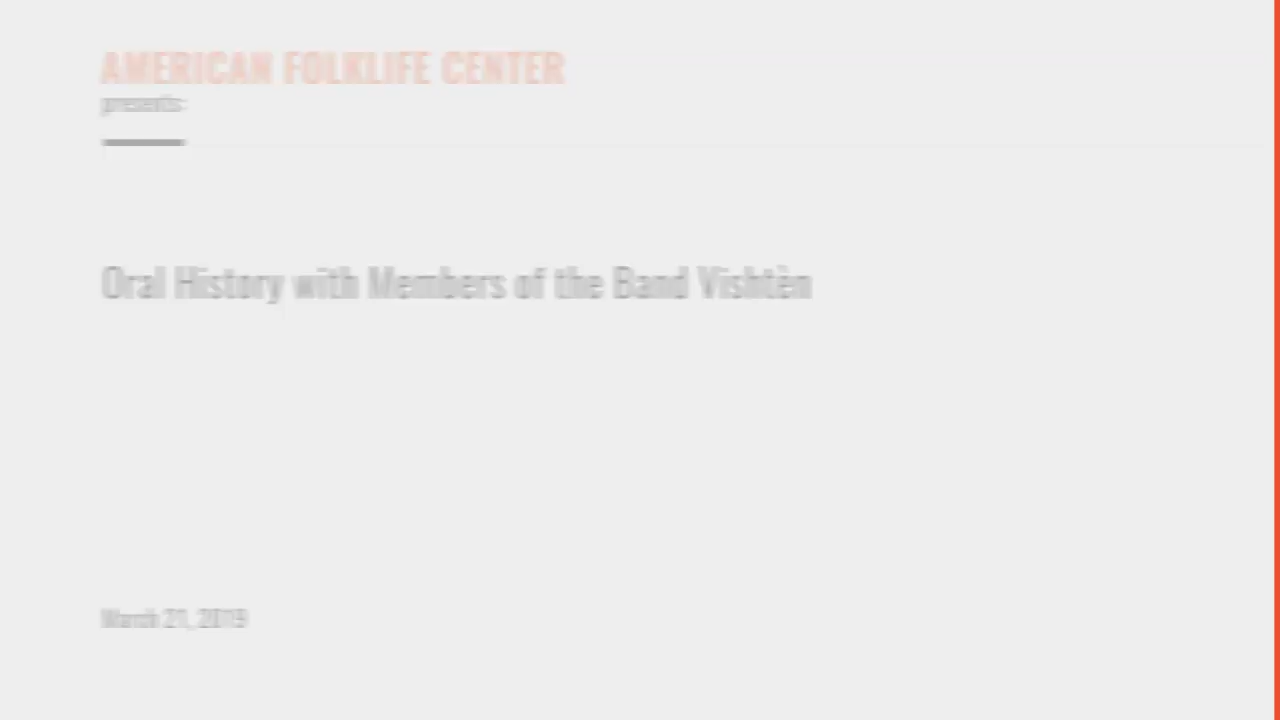 AMERICAN FOLKLIFE CENTER
presents
Oral History with Members of the Band Vishtèn
March 21, 2019